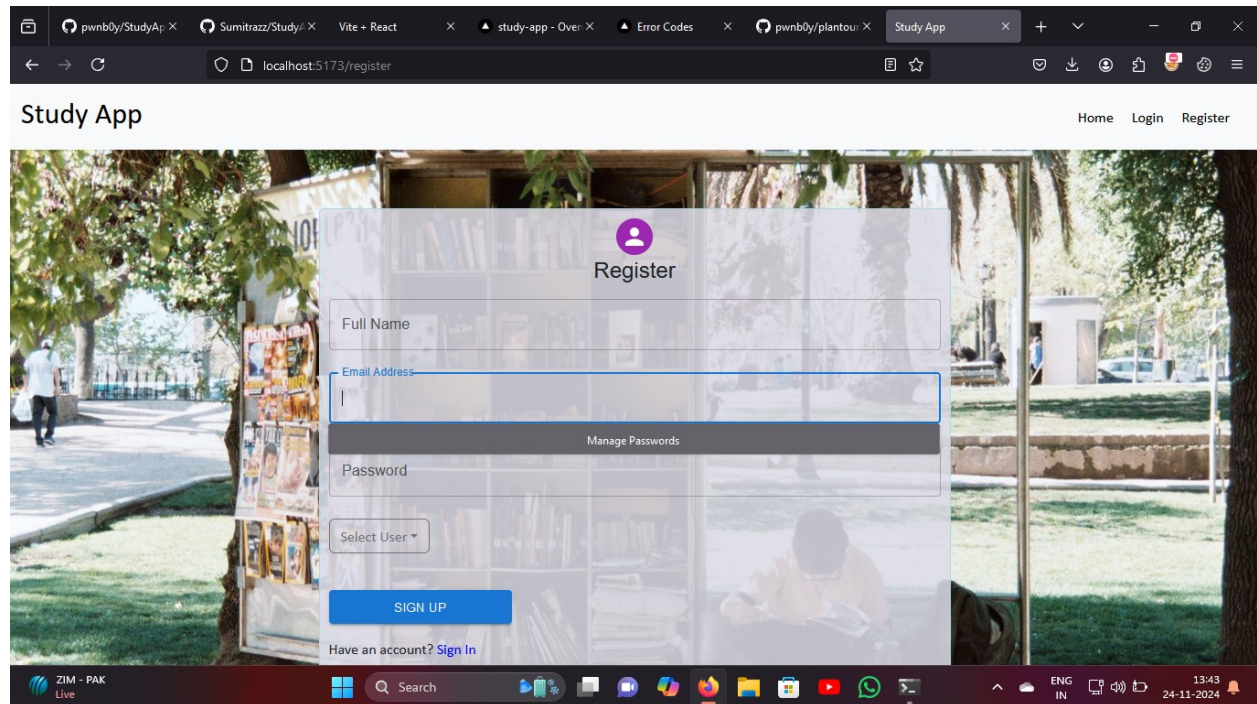 pwnb0y/StudyAp
Sumitrazz/StudyA
Vite + React
study-app - Over
Error Codes
pwnb0y/plantour
Study App
localhost:5173/register
Study App
Home Login Register
Register
Full Name
Email Address
Manage Passwords
Password
Select User
SIGN UP
Have an account? Sign In
ZIM - PAK
Live
Search
ENG
IN
13:43
24-11-2024